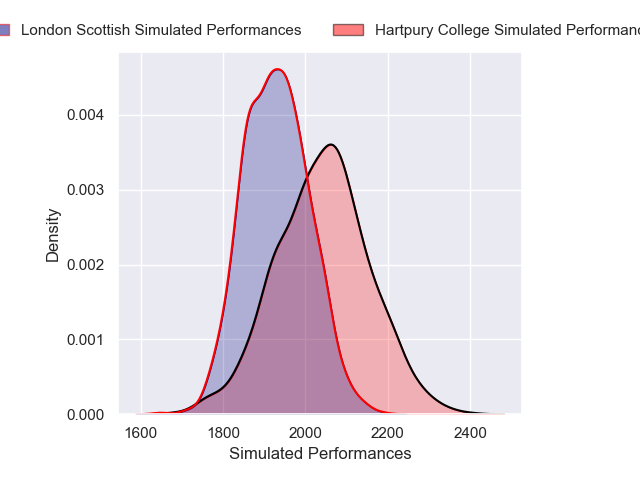 London Scottish Simulated Performances
Hartpury College Simulated
0.004
0.003
0.002
0.001
0.000
Density
1600 1800 2000 2200 2400
Simulated Performances